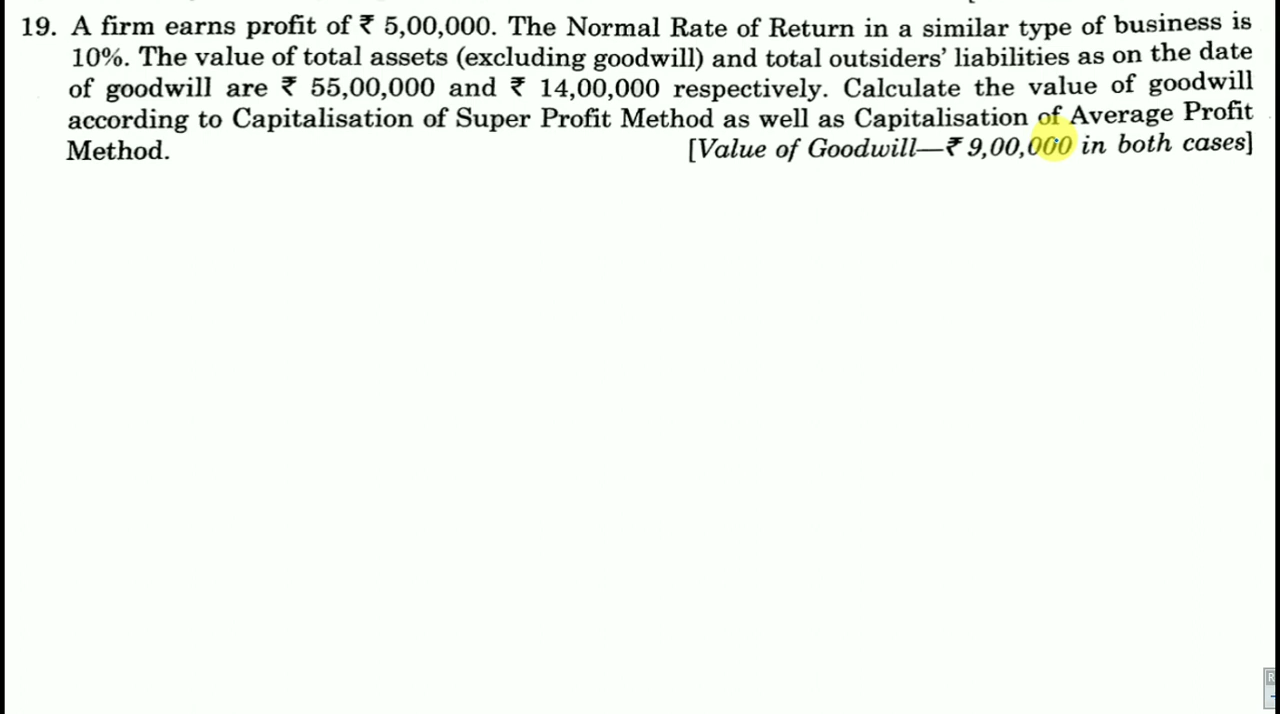 19. A firm earns profit of ₹ 5,00,000. The Normal Rate of Return in a similar type of business is
10%. The value of total assets (excluding goodwill) and total outsiders' liabilities as on the date
of goodwill are ₹ 55,00,000 and ₹ 14,00,000 respectively. Calculate the value of goodwill
according to Capitalisation of Super Profit Method as well as Capitalisation of Average Profit
Method. [Value of Goodwill—₹ 9,00,000 in both cases]
R